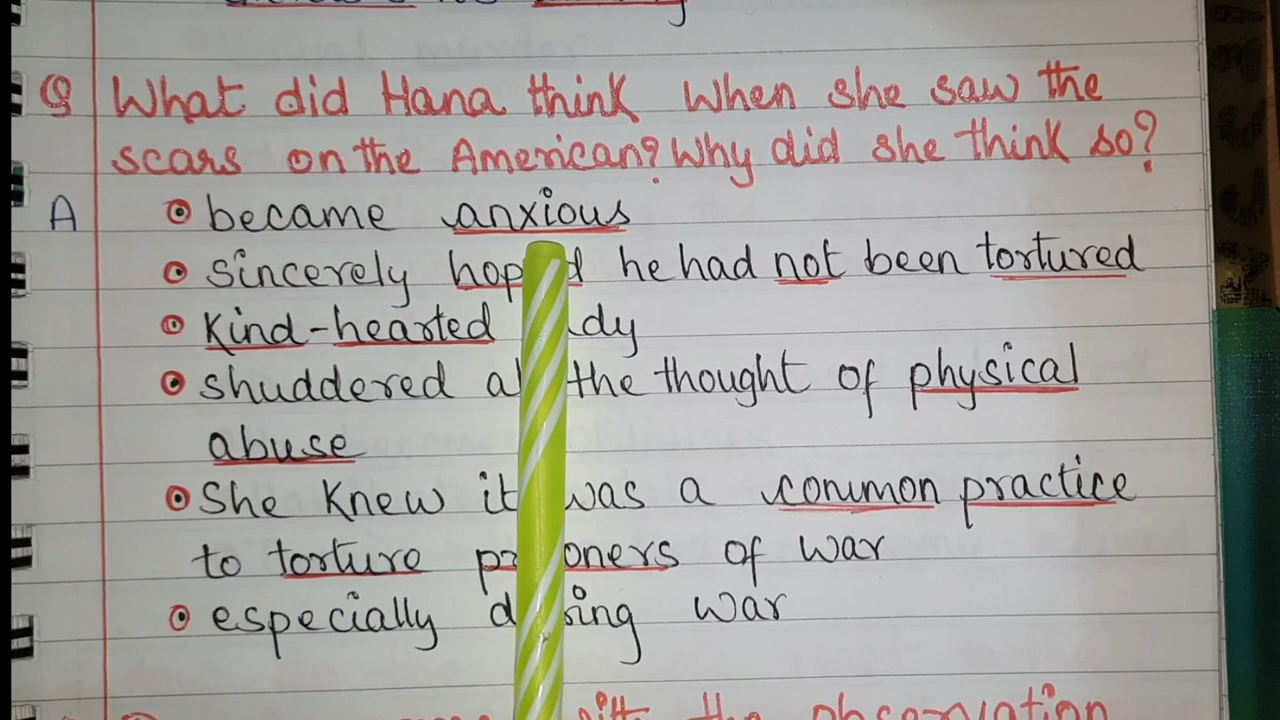 Q What did Hana think When she saw the
scars on the American? Why did she think so?
A became anxious
sincerely he had not been tortured
Kind-hearted
shuddered the thought of physical
abuse
She Knew it was a common practice
to torture of war
especially war
the